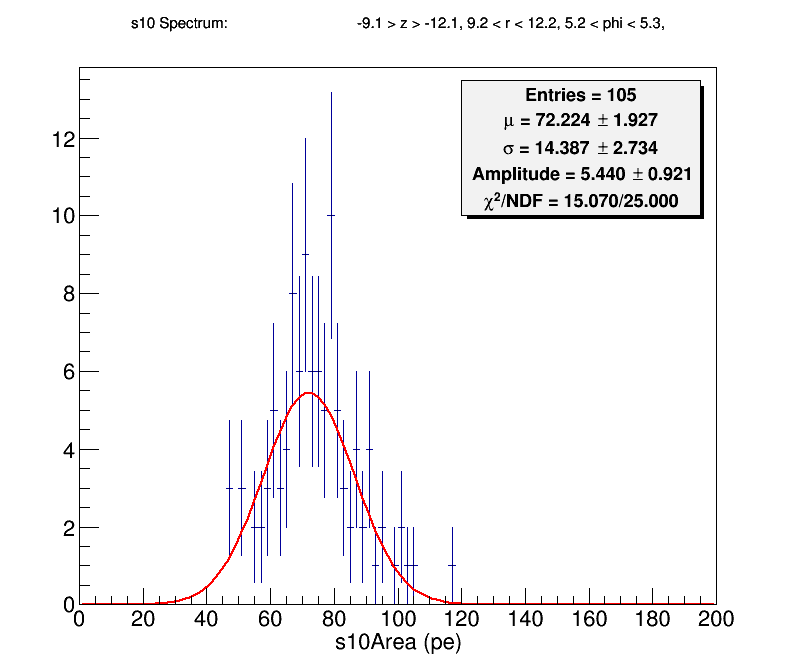 s10 Spectrum: -9.1 > z > -12.1, 9.2 < r < 12.2, 5.2 < phi < 5.3,
Entries = 105
μ = 72.224 ± 1.927
σ = 14.387 ± 2.734
Amplitude = 5.440 ± 0.921
χ²/NDF = 15.070/25.000
12
10
8
6
4
2
0
0 20 40 60 80 100 120 140 160 180 200
s10Area (pe)